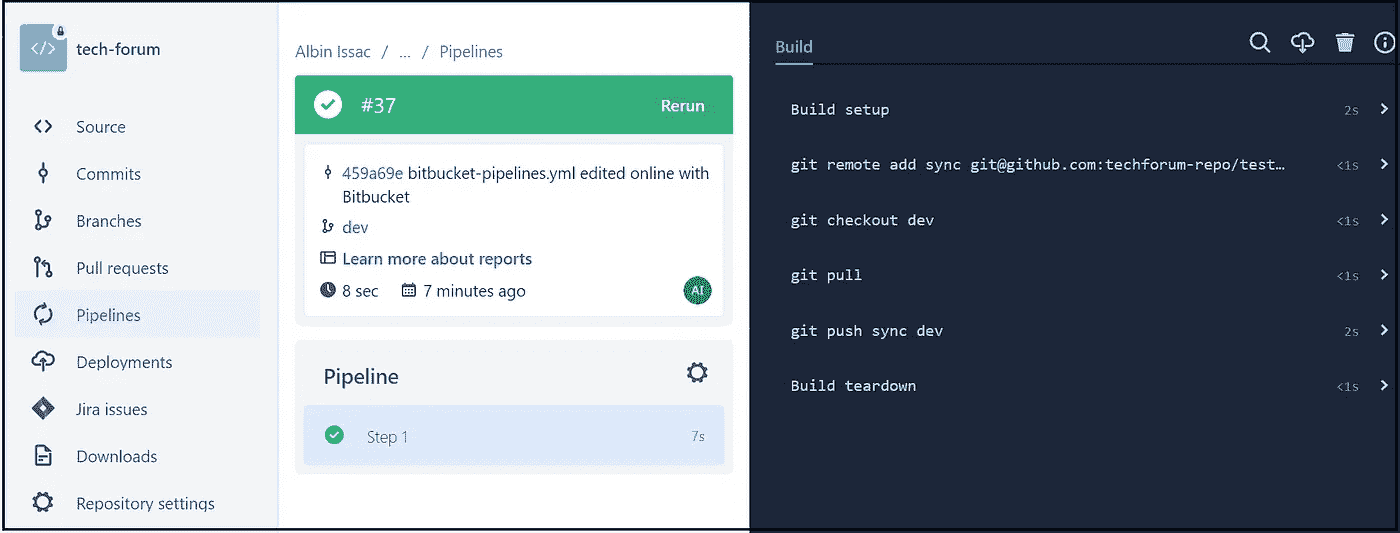 </> tech-forum
Source
Commits
Branches
Pull requests
Pipelines
Deployments
Jira issues
Downloads
Repository settings
Albin Issac / ... / Pipelines
#37 Rerun
459a69e bitbucket-pipelines.yml edited online with
Bitbucket
dev
Learn more about reports
8 sec 7 minutes ago AI
Pipeline
Step 1 7s
Build
Build setup 2s
git remote add sync git@github.com:techforum-repo/test… <1s
git checkout dev <1s
git pull <1s
git push sync dev 2s
Build teardown <1s